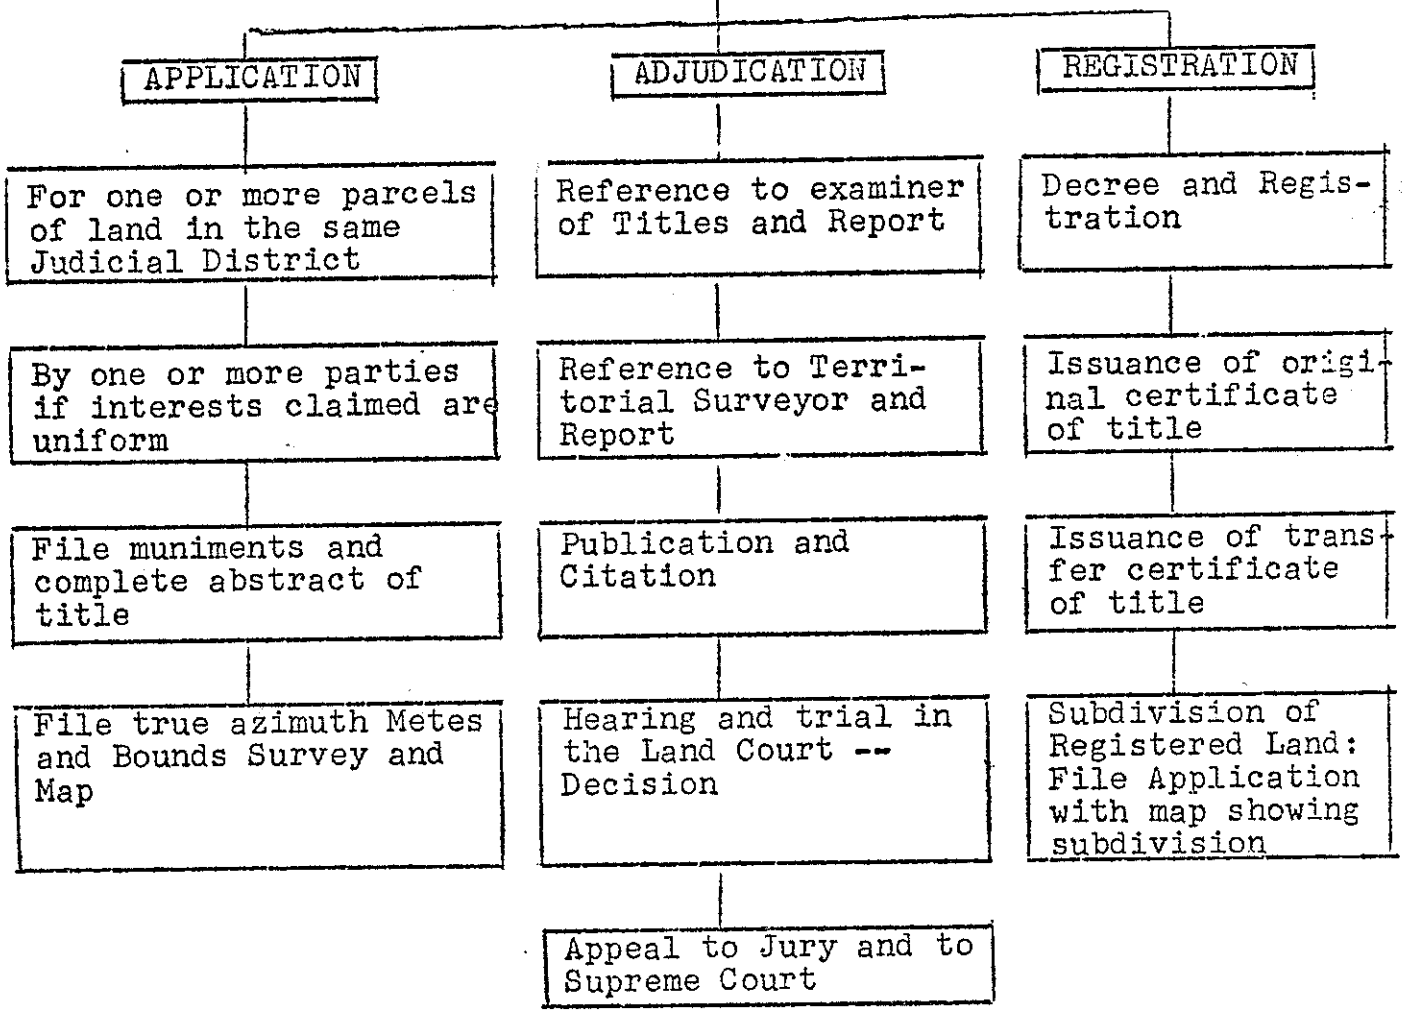 APPLICATION
For one or more parcels
of land in the same
Judicial District
By one or more parties
if interests claimed are
uniform
File muniments and
complete abstract of
title
File true azimuth Metes
and Bounds Survey and
Map
ADJUDICATION
Reference to examiner
of Titles and Report
Reference to Terri-
torial Surveyor and
Report
Publication and
Citation
Hearing and trial in
the Land Court --
Decision
Appeal to Jury and to
Supreme Court
REGISTRATION
Decree and Regis-
tration
Issuance of origi-
nal certificate
of title
Issuance of trans-
fer certificate
of title
Subdivision of
Registered Land:
File Application
with map showing
subdivision